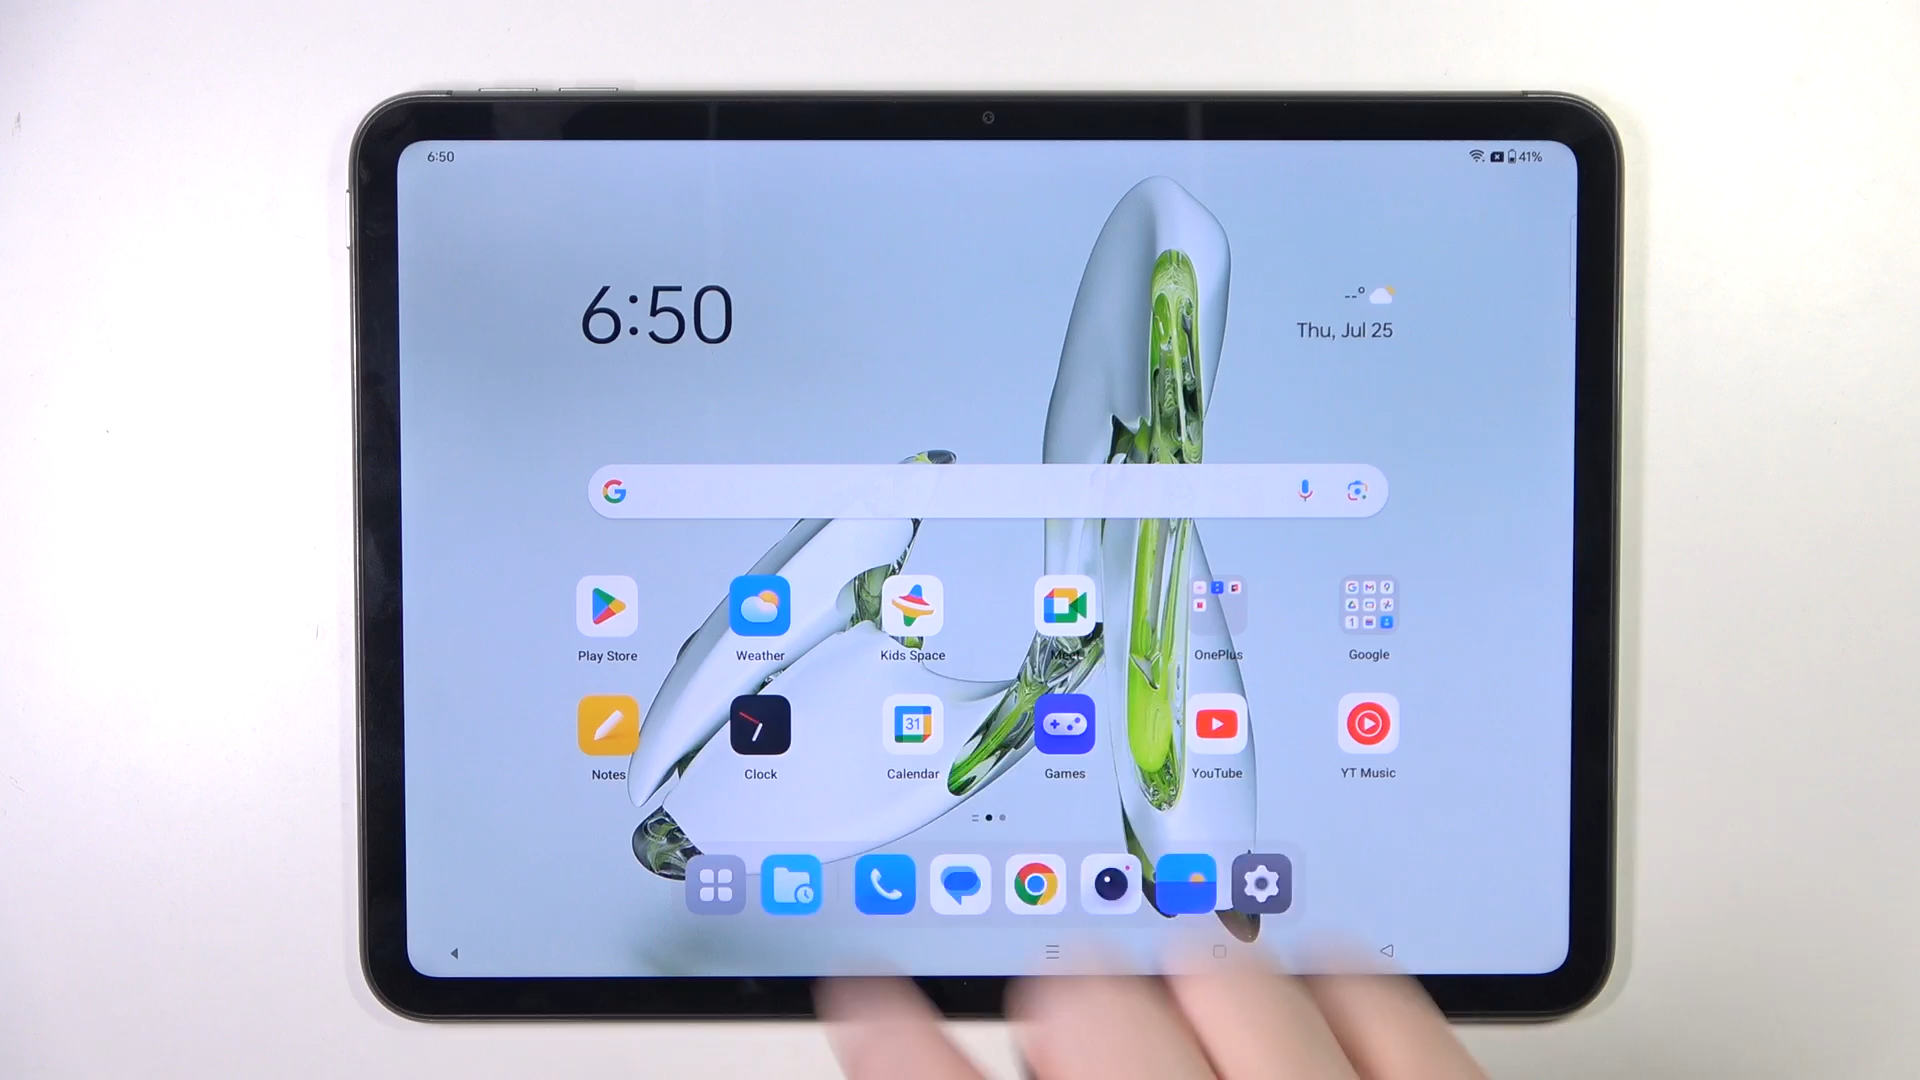 6:50
41%
6:50
--°
Thu, Jul 25
Play Store
Weather
Kids Space
Meet
OnePlus
Google
31
Notes
Clock
Calendar
Games
YouTube
YT Music